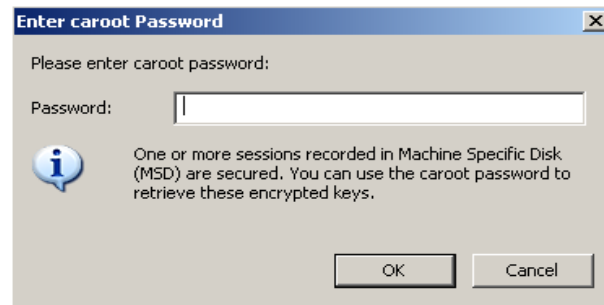 Enter caroot Password
Please enter caroot password:
Password:
One or more sessions recorded in Machine Specific Disk
(MSD) are secured. You can use the caroot password to
retrieve these encrypted keys.
OK Cancel